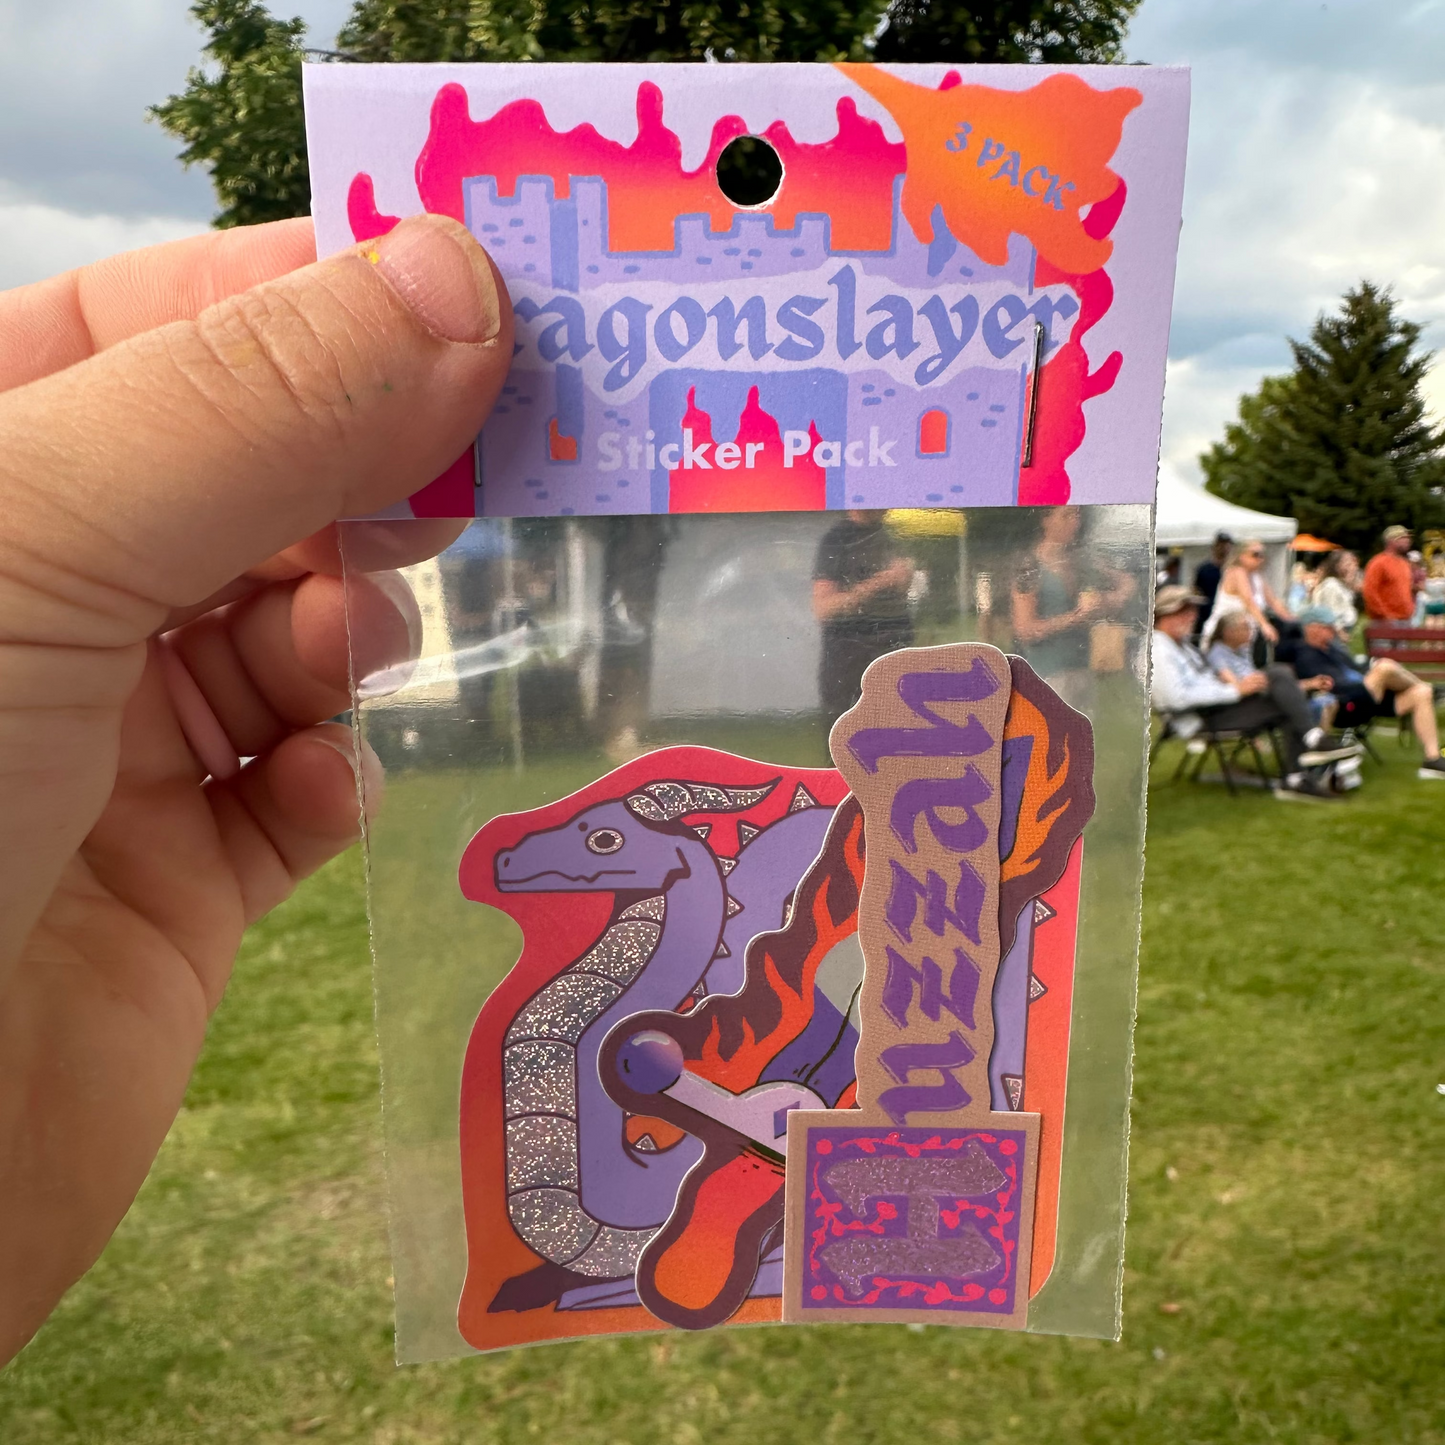 3 PACK
ragonslayer
Sticker Pack
Huzzah